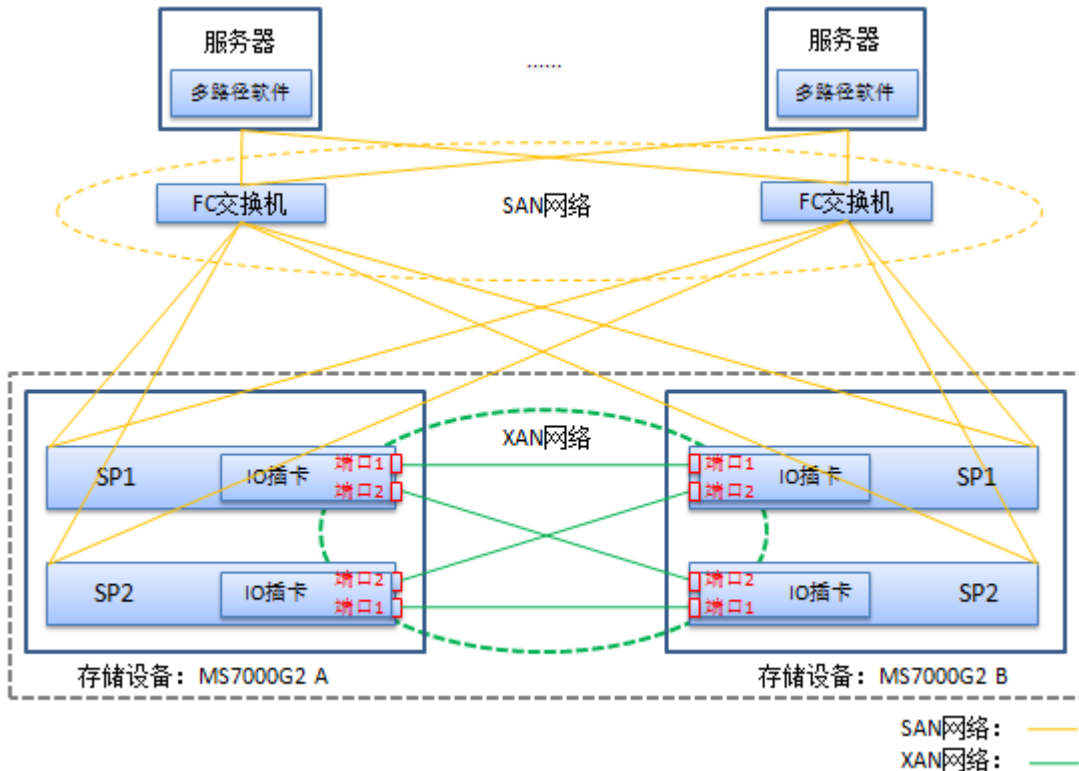 服务器
服务器
多路径软件
......
多路径软件
FC交换机
SAN网络
FC交换机
XAN网络
SP1
IO插卡
端口1
端口2
端口1
端口2
IO插卡
SP1
SP2
IO插卡
端口2
端口1
端口2
端口1
IO插卡
SP2
存储设备：MS7000G2 A
存储设备：MS7000G2 B
SAN网络：
XAN网络：